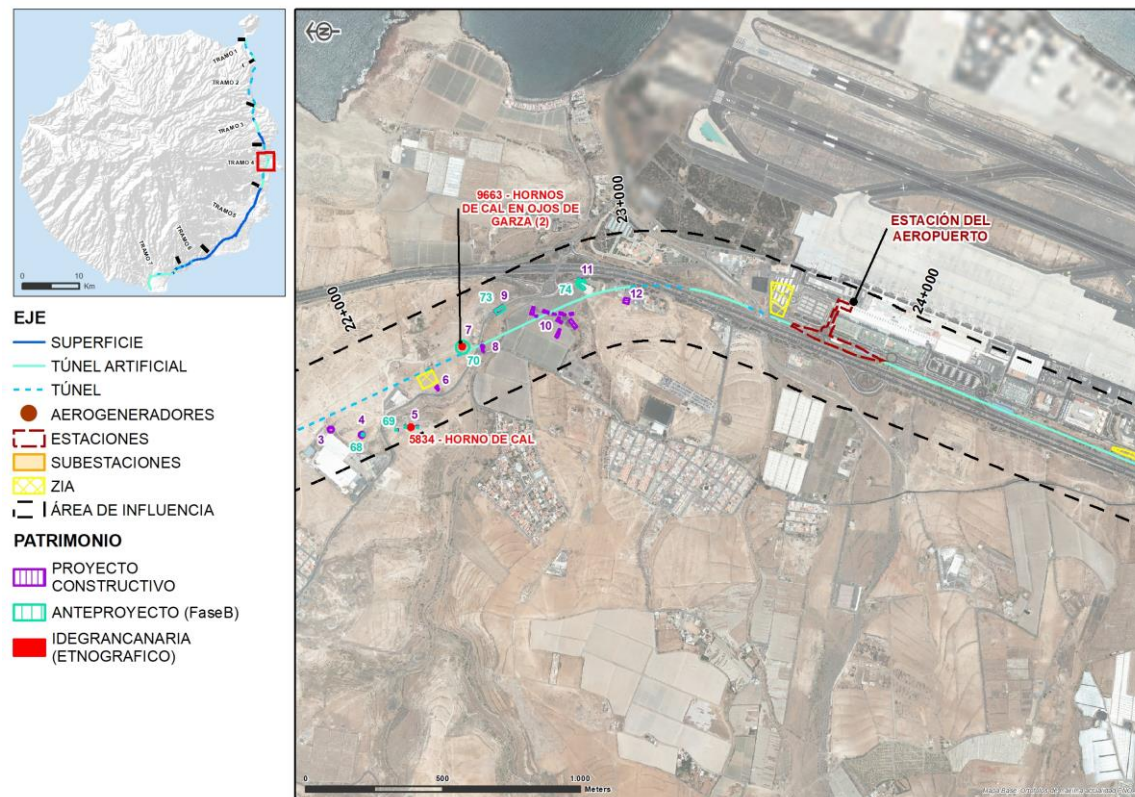 TRAMO 1
TRAMO 2
TRAMO 3
TRAMO 4
TRAMO 5
TRAMO 6
TRAMO 7
0 10
Km
EJE
SUPERFICIE
TÚNEL ARTIFICIAL
TÚNEL
AEROGENERADORES
ESTACIONES
SUBESTACIONES
ZIA
ÁREA DE INFLUENCIA
PATRIMONIO
PROYECTO
CONSTRUCTIVO
ANTEPROYECTO (FaseB)
IDEGRANCANARIA
(ETNOGRAFICO)
N
9663 - HORNOS
DE CAL EN OJOS DE
GARZA (2)
23+000
ESTACIÓN DEL
AEROPUERTO
24+000
22+000
11
74
73
9
12
10
7
8
70
6
69
5
3
4
68
5834 - HORNO DE CAL
0 500 1.000
Meters